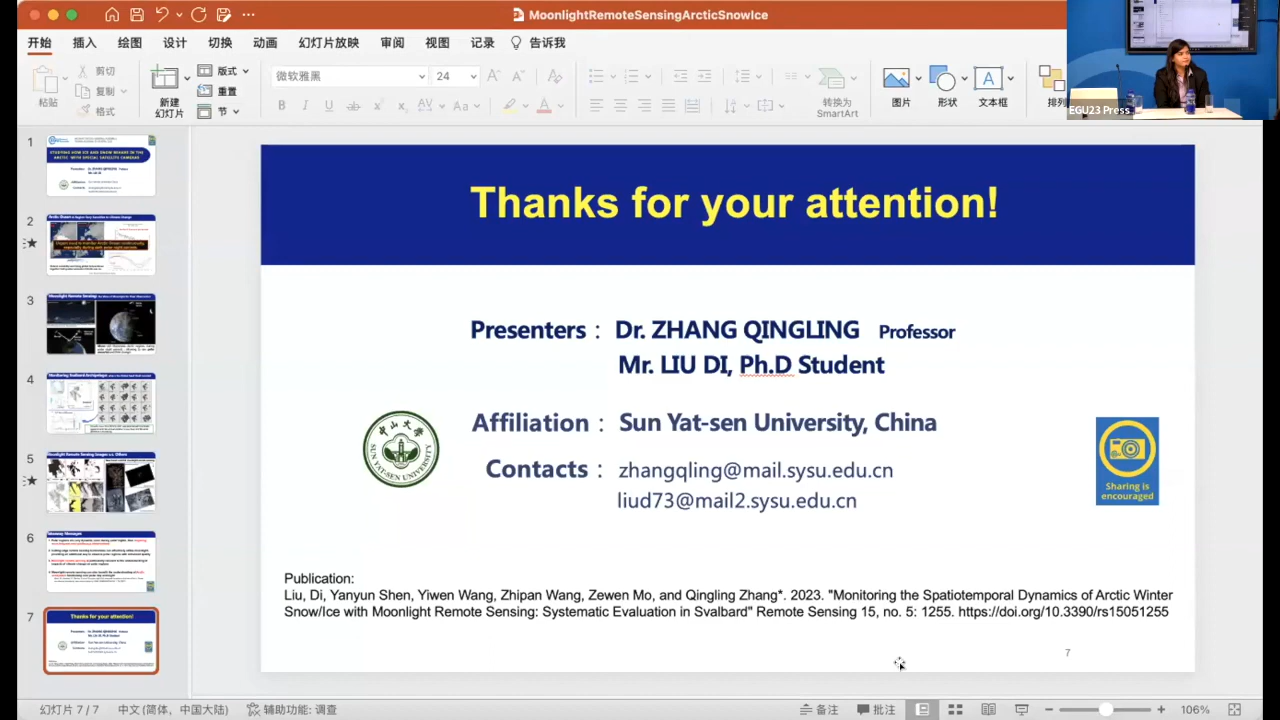 MoonlightRemoteSensingArcticSnowIce
开始 插入 绘图 设计 切换 动画 幻灯片放映 审阅 视图 记录 告诉我
粘贴 剪切 复制 格式
新建 幻灯片 版式 重置 节
微软雅黑 24
转换为 SmartArt 图片 形状 文本框 排列
EGU23 Press
1
2
3
4
5
6
7
Thanks for your attention!
Presenters : Dr. ZHANG QINGLING Professor
Mr. LIU DI, Ph.D Student
Affiliation : Sun Yat-sen University, China
Contacts : zhangqling@mail.sysu.edu.cn
liud73@mail2.sysu.edu.cn
Sharing is
encouraged
Publication:
Liu, Di, Yanyun Shen, Yiwen Wang, Zhipan Wang, Zewen Mo, and Qingling Zhang*. 2023. "Monitoring the Spatiotemporal Dynamics of Arctic Winter
Snow/Ice with Moonlight Remote Sensing: Systematic Evaluation in Svalbard" Remote Sensing 15, no. 5: 1255. https://doi.org/10.3390/rs15051255
7
幻灯片 7 / 7 中文 (简体，中国大陆) 辅助功能: 调查 备注 批注 106%